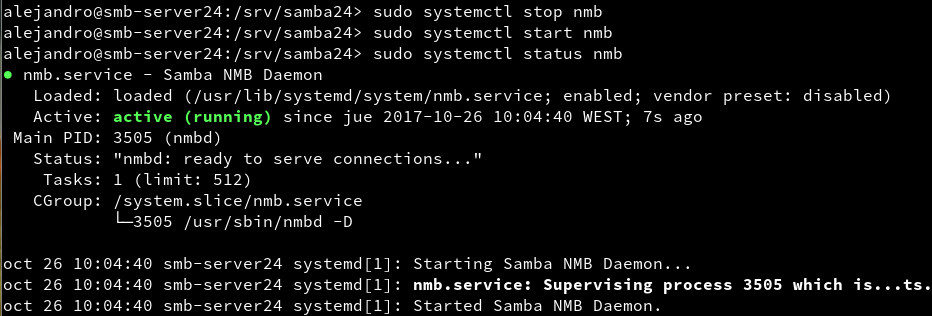 alejandro@smb-server24:/srv/samba24> sudo systemctl stop nmb
alejandro@smb-server24:/srv/samba24> sudo systemctl start nmb
alejandro@smb-server24:/srv/samba24> sudo systemctl status nmb
● nmb.service - Samba NMB Daemon
   Loaded: loaded (/usr/lib/systemd/system/nmb.service; enabled; vendor preset: disabled)
   Active: active (running) since jue 2017-10-26 10:04:40 WEST; 7s ago
 Main PID: 3505 (nmbd)
   Status: "nmbd: ready to serve connections..."
    Tasks: 1 (limit: 512)
   CGroup: /system.slice/nmb.service
           └─3505 /usr/sbin/nmbd -D
oct 26 10:04:40 smb-server24 systemd[1]: Starting Samba NMB Daemon...
oct 26 10:04:40 smb-server24 systemd[1]: nmb.service: Supervising process 3505 which is...ts.
oct 26 10:04:40 smb-server24 systemd[1]: Started Samba NMB Daemon.